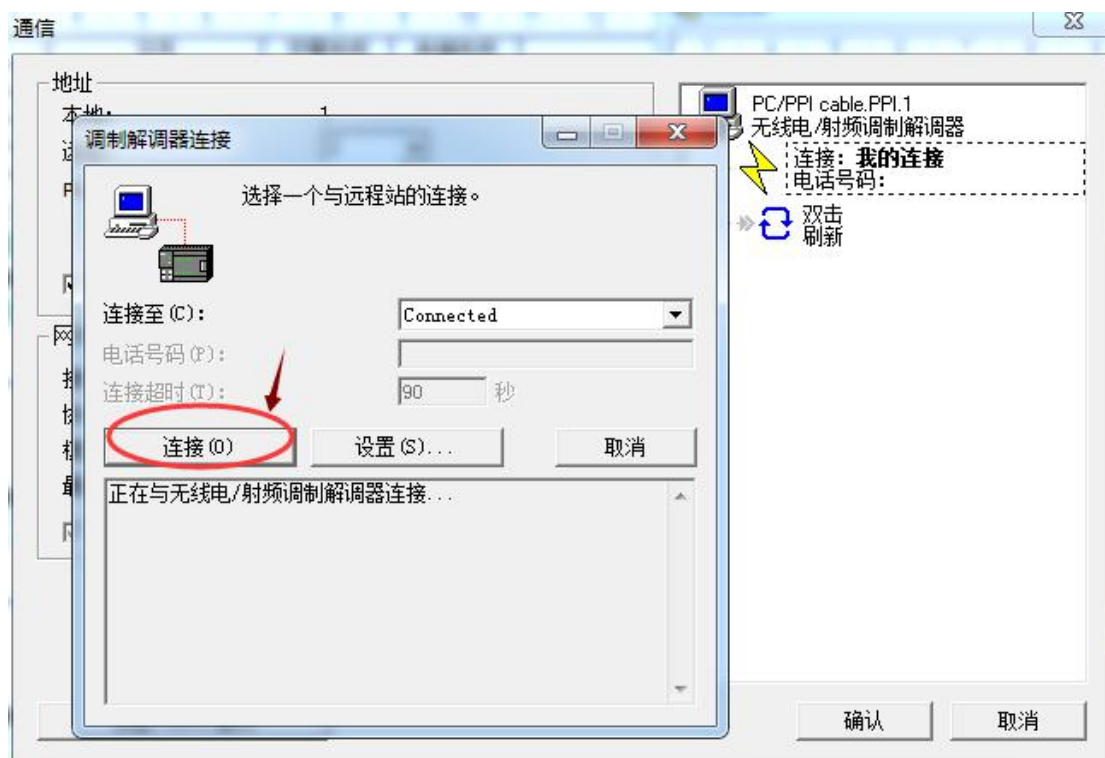 通信
地址
本地:
1
PC/PPI cable.PPI.1
无线电/射频调制解调器
连接: 我的连接
电话号码:
双击
刷新
调制解调器连接
选择一个与远程站的连接。
连接至(C):
Connected
电话号码(P):
连接超时(T):
90
秒
连接(O)
设置(S)...
取消
正在与无线电/射频调制解调器连接...
确认
取消